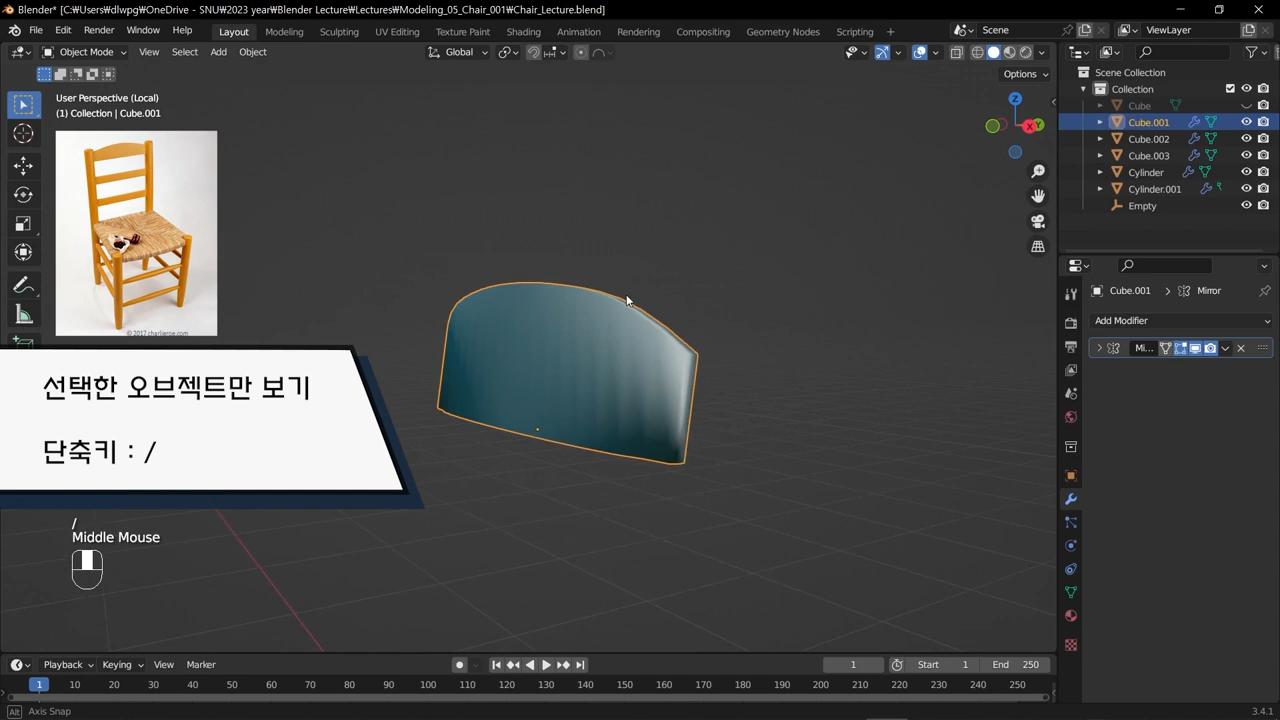 Blender* [C:₩Users₩dlwpg₩OneDrive - SNU₩2023 year₩Blender Lecture₩Lectures₩Modeling_05_Chair_001₩Chair_Lecture.blend]
File Edit Render Window Help Layout Modeling Sculpting UV Editing Texture Paint Shading Animation Rendering Compositing Geometry Nodes Scripting + Scene ViewLayer
Object Mode View Select Add Object Global
Options
User Perspective (Local)
(1) Collection | Cube.001
Z
X
Y
© 2017 charlieroe.com
선택한 오브젝트만 보기
단축키 : /
/
Middle Mouse
Scene Collection
Collection
Cube
Cube.001
Cube.002
Cube.003
Cylinder
Cylinder.001
Empty
Cube.001 > Mirror
Add Modifier
Mi...
Playback Keying View Marker 1 Start 1 End 250
1 10 20 30 40 50 60 70 80 90 100 110 120 130 140 150 160 170 180 190 200 210 220 230 240 250
Alt Axis Snap 3.4.1